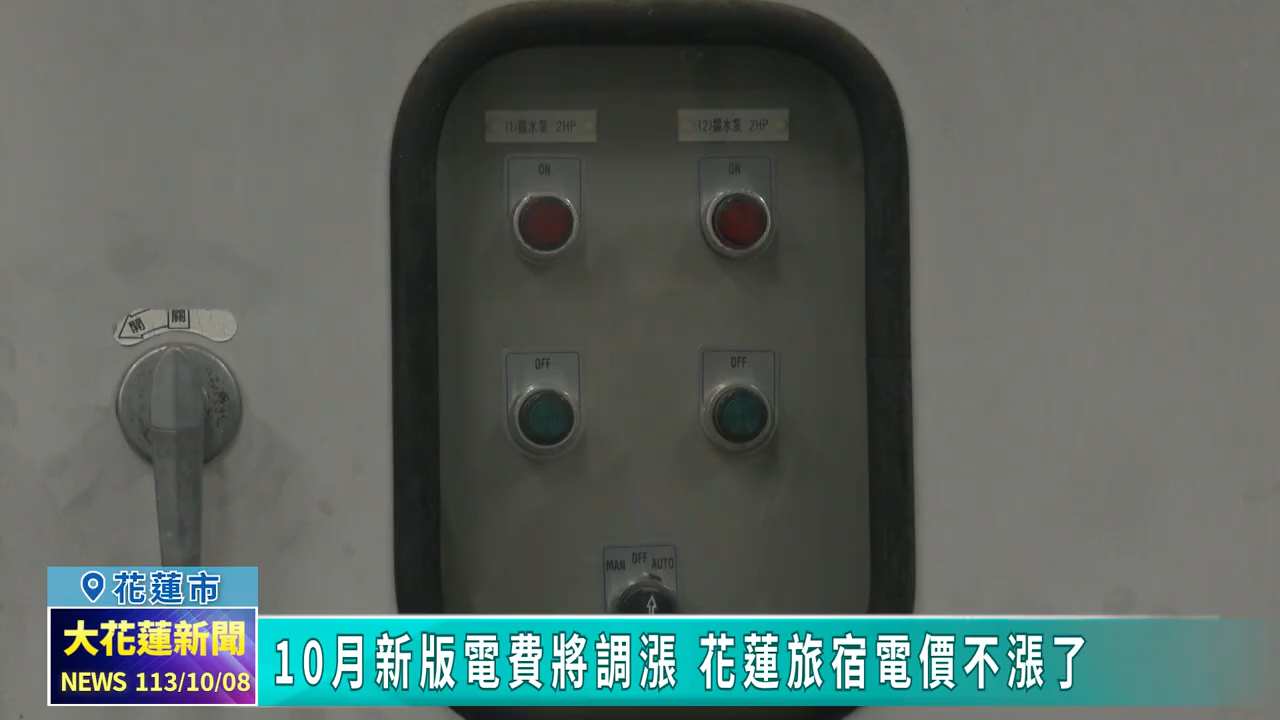 (1)揚水泵 2HP
(2)揚水泵 2HP
ON
ON
開
關
OFF
OFF
MAN OFF AUTO
花蓮市
大花蓮新聞
NEWS 113/10/08
10月新版電費將調漲 花蓮旅宿電價不漲了